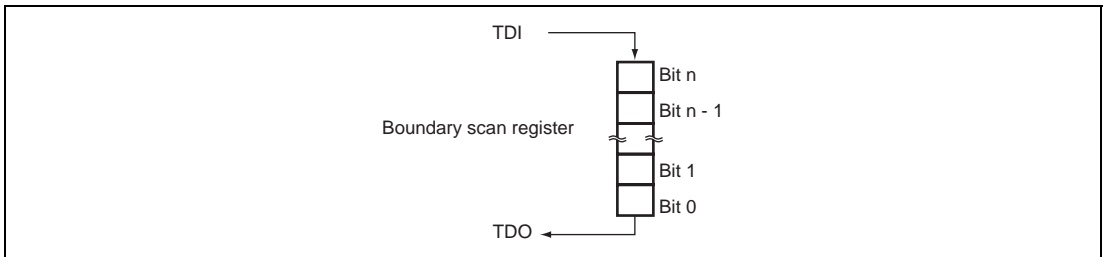 TDI
Bit n
Bit n - 1
Boundary scan register
Bit 1
Bit 0
TDO